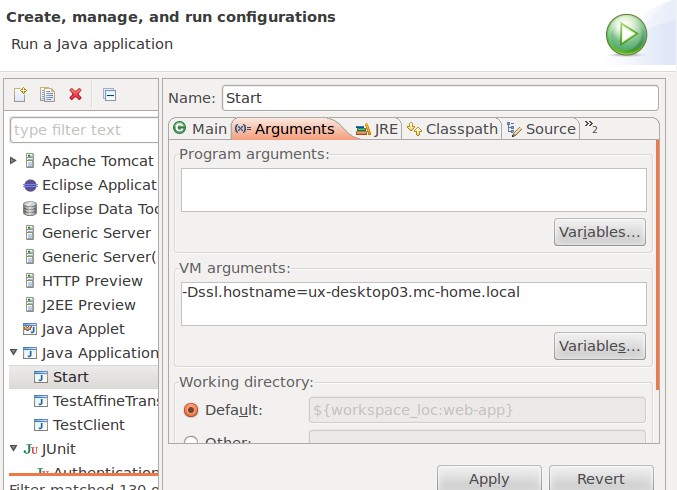 Create, manage, and run configurations
Run a Java application
type filter text
Apache Tomcat
Eclipse Applicat
Eclipse Data Too
Generic Server
Generic Server(
HTTP Preview
J2EE Preview
Java Applet
Java Application
Start
TestAffineTrans
TestClient
JUnit
Authentication
Filter matched 130 o
Name: Start
Main (x)= Arguments JRE Classpath Source »2
Program arguments:
Variables...
VM arguments:
-Dssl.hostname=ux-desktop03.mc-home.local
Variables...
Working directory:
Default: ${workspace_loc:web-app}
Other:
Apply Revert